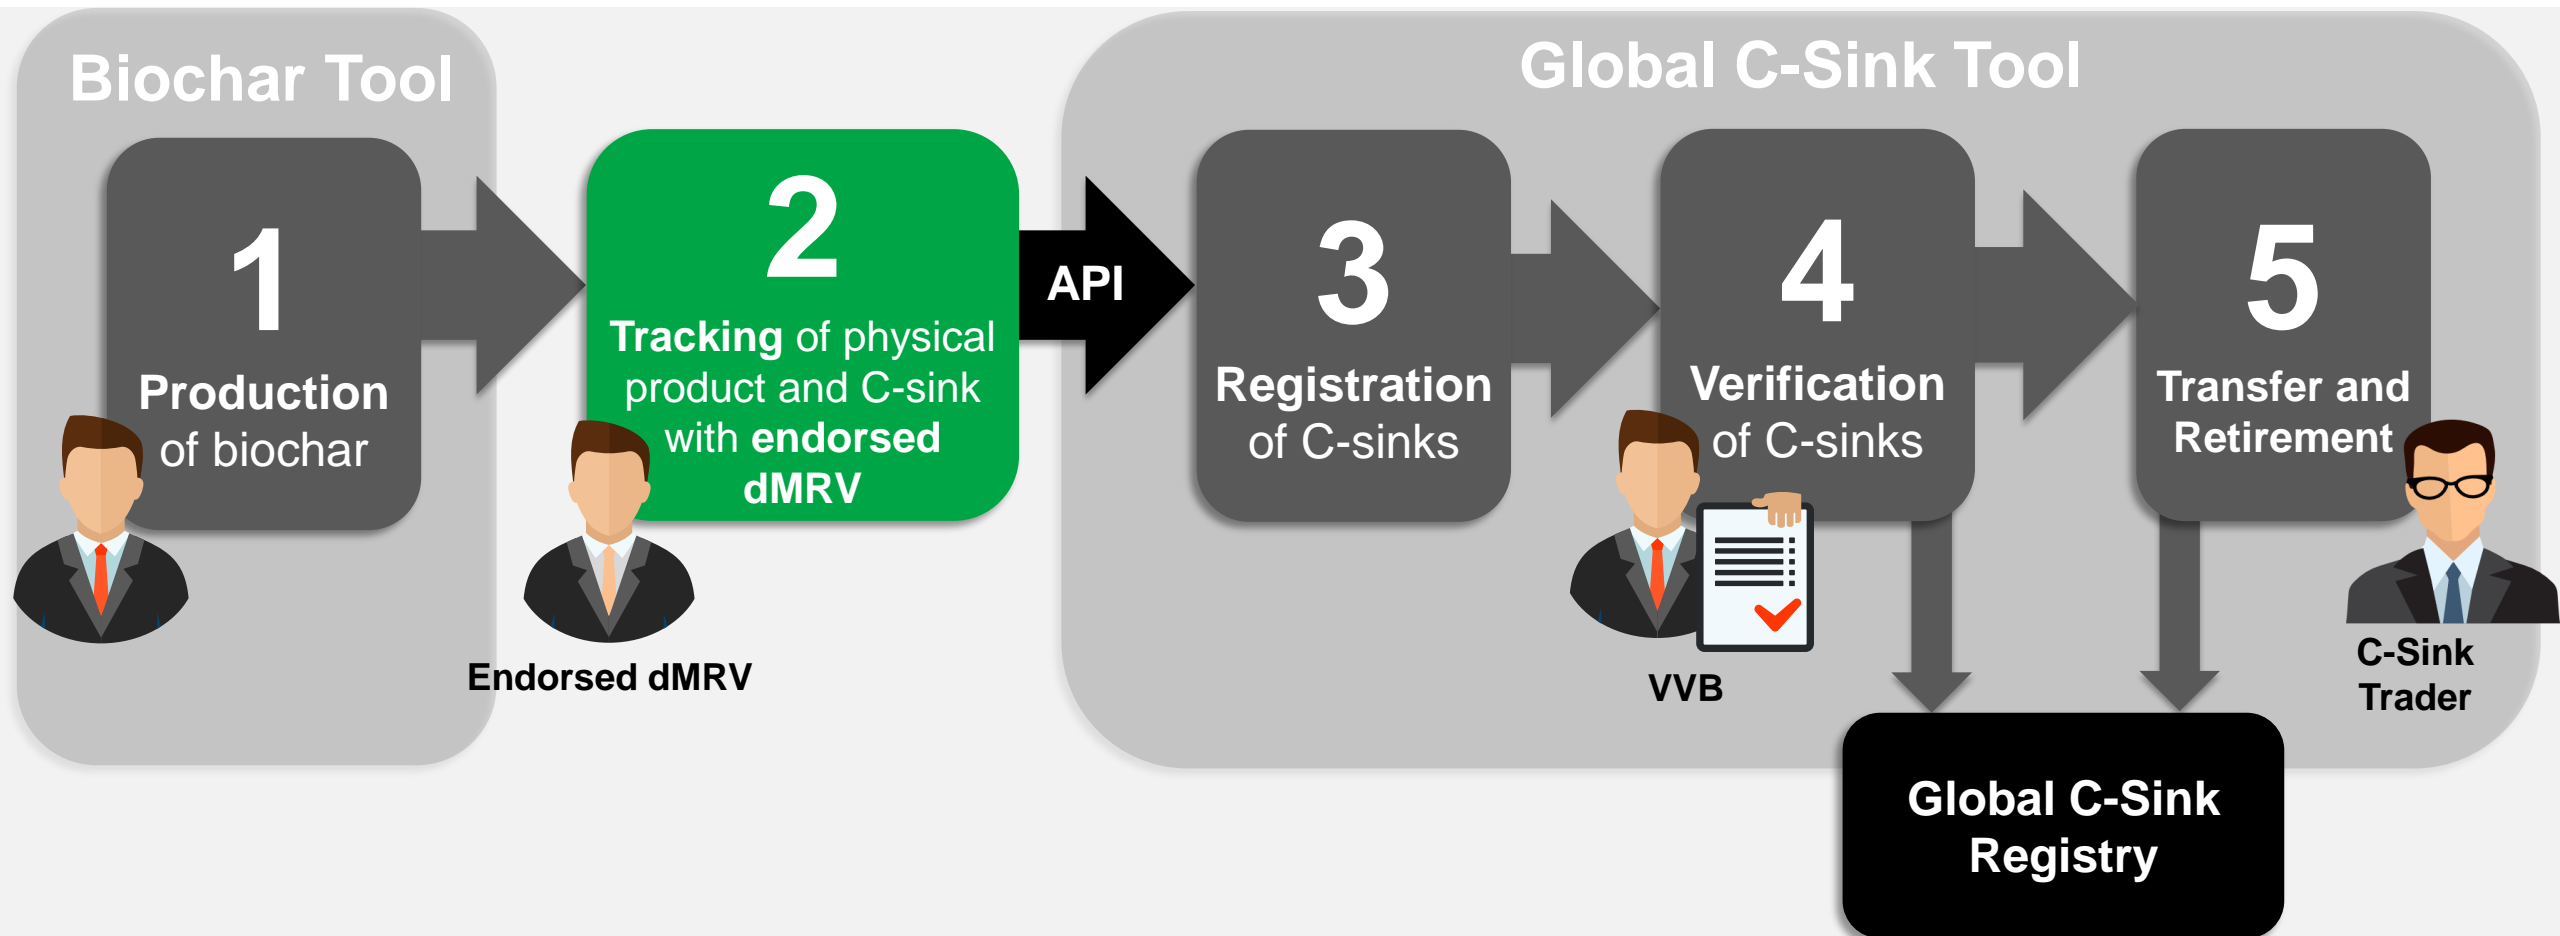 Biochar Tool
1
Production
of biochar
2
Tracking of physical
product and C-sink
with endorsed
dMRV
Endorsed dMRV
API
Global C-Sink Tool
3
Registration
of C-sinks
4
Verification
of C-sinks
VVB
5
Transfer and
Retirement
C-Sink
Trader
Global C-Sink
Registry